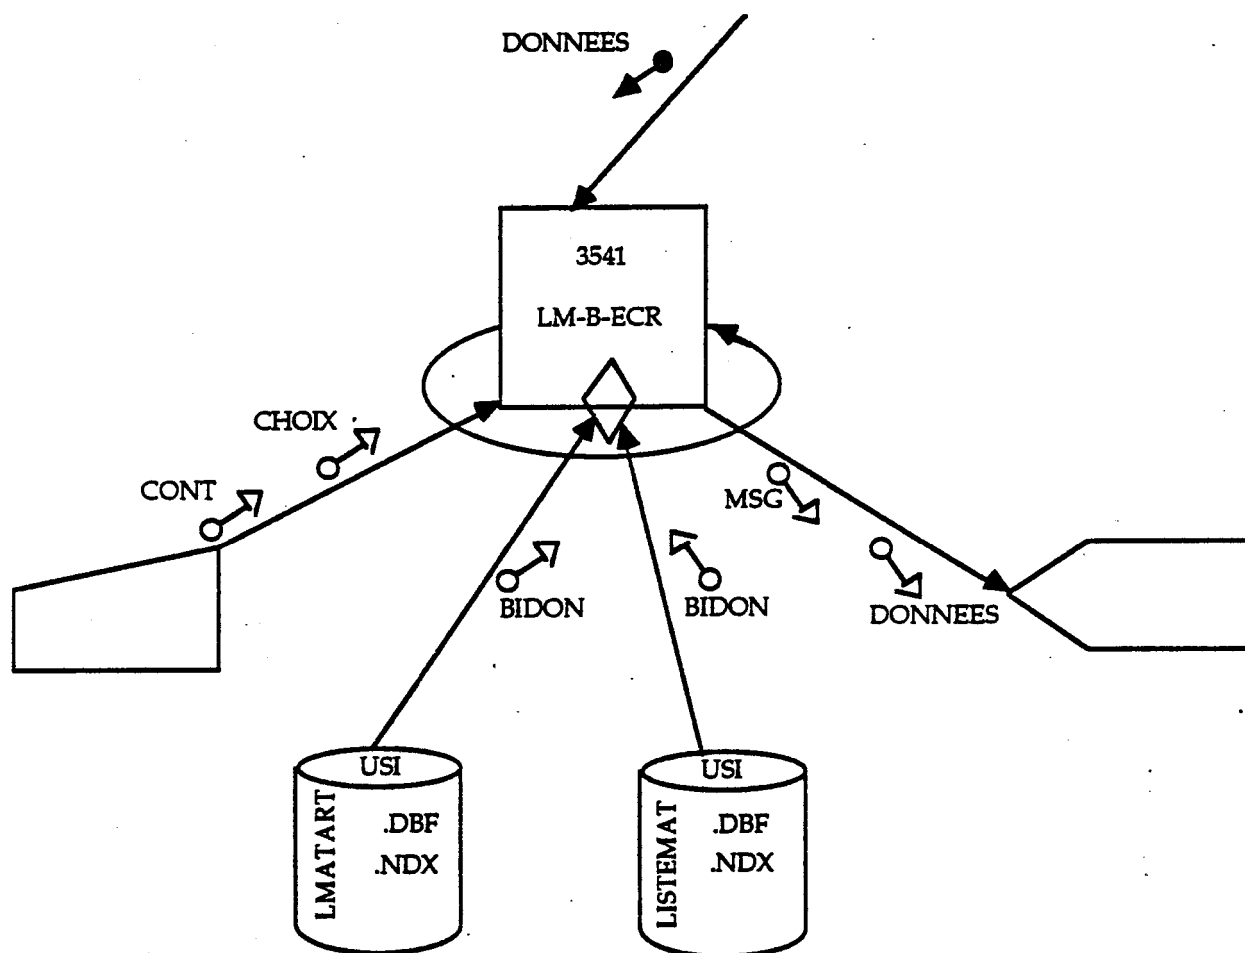 DONNEES
3541
LM-B-ECR
CHOIX
CONT
MSG
BIDON
BIDON
DONNEES
USI
LMATART
.DBF
.NDX
USI
LISTEMAT
.DBF
.NDX